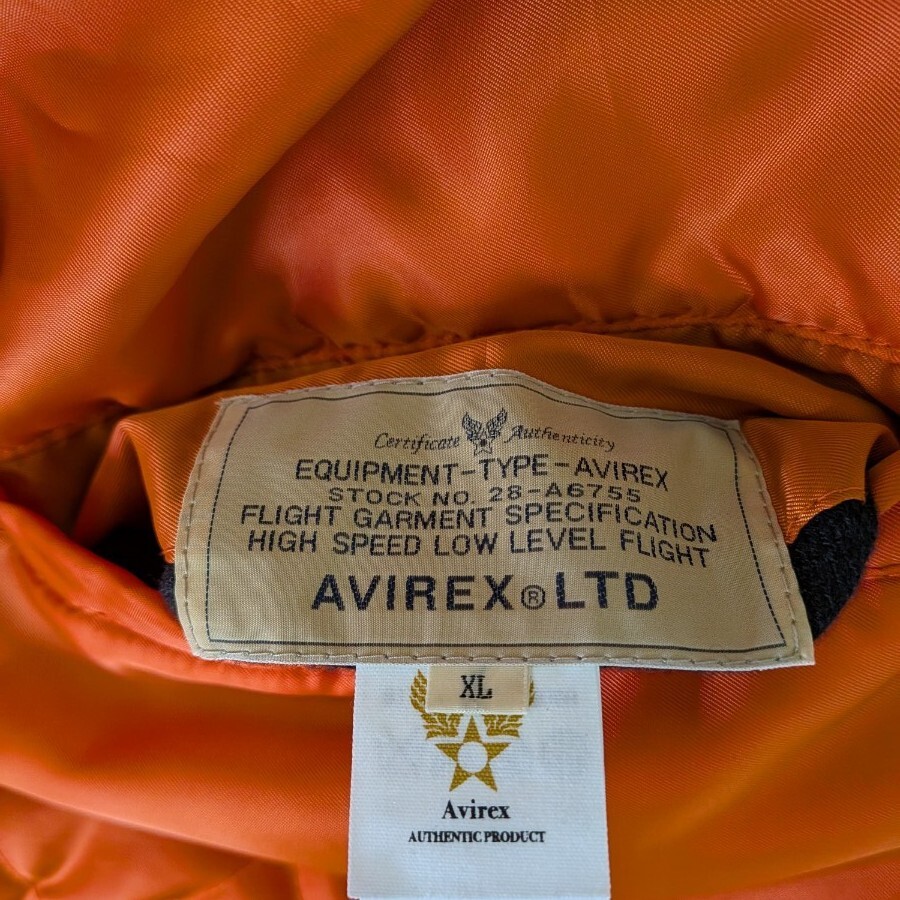 Certificate Authenticity
EQUIPMENT-TYPE-AVIREX
STOCK NO. 28-A6755
FLIGHT GARMENT SPECIFICATION
HIGH SPEED LOW LEVEL FLIGHT
AVIREX® LTD
XL
Avirex
AUTHENTIC PRODUCT